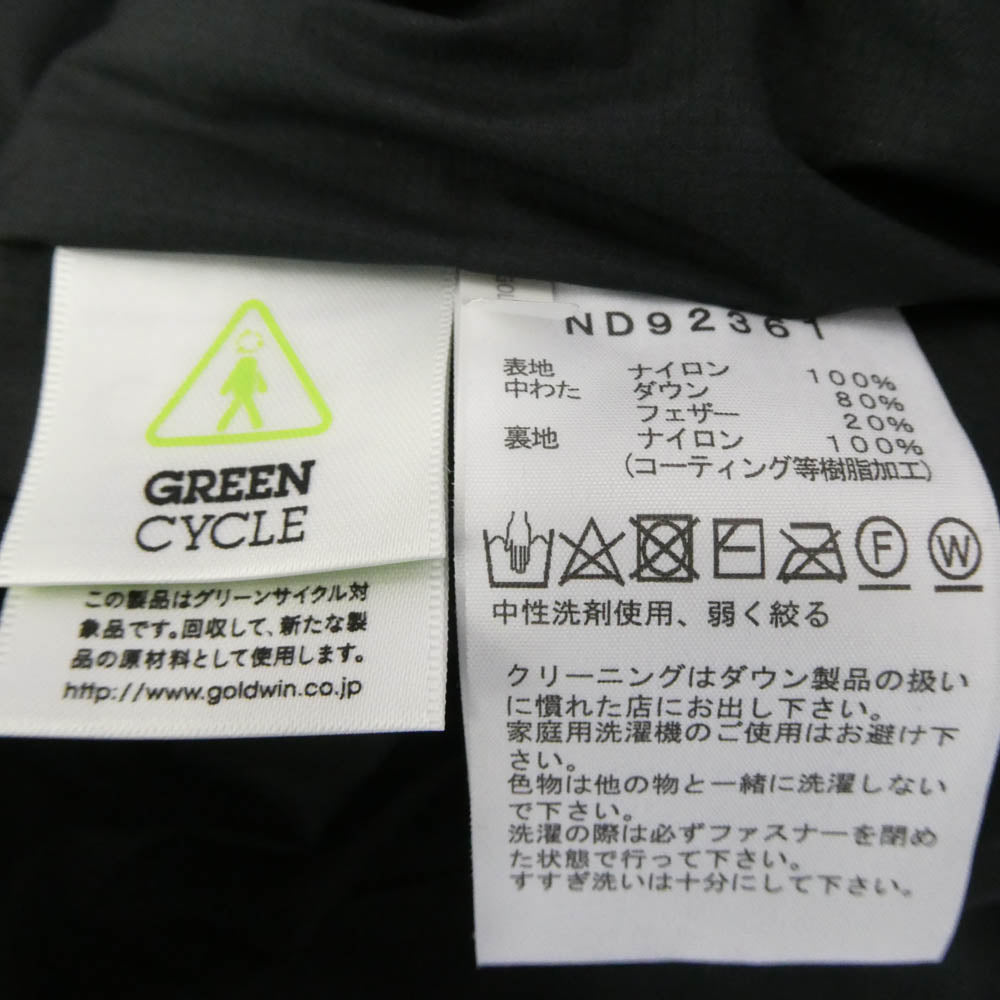 GREEN
CYCLE
この製品はグリーンサイクル対
象品です。回収して、新たな製
品の原材料として使用します。
http://www.goldwin.co.jp
ND92361
表地 ナイロン 100%
中わた ダウン 80%
フェザー 20%
裏地 ナイロン 100%
(コーティング等樹脂加工)
F W
中性洗剤使用、弱く絞る
クリーニングはダウン製品の扱い
に慣れた店にお出し下さい。
家庭用洗濯機のご使用はお避け下
さい。
色物は他の物と一緒に洗濯しない
で下さい。
洗濯の際は必ずファスナーを閉め
た状態で行って下さい。
すすぎ洗いは十分にして下さい。